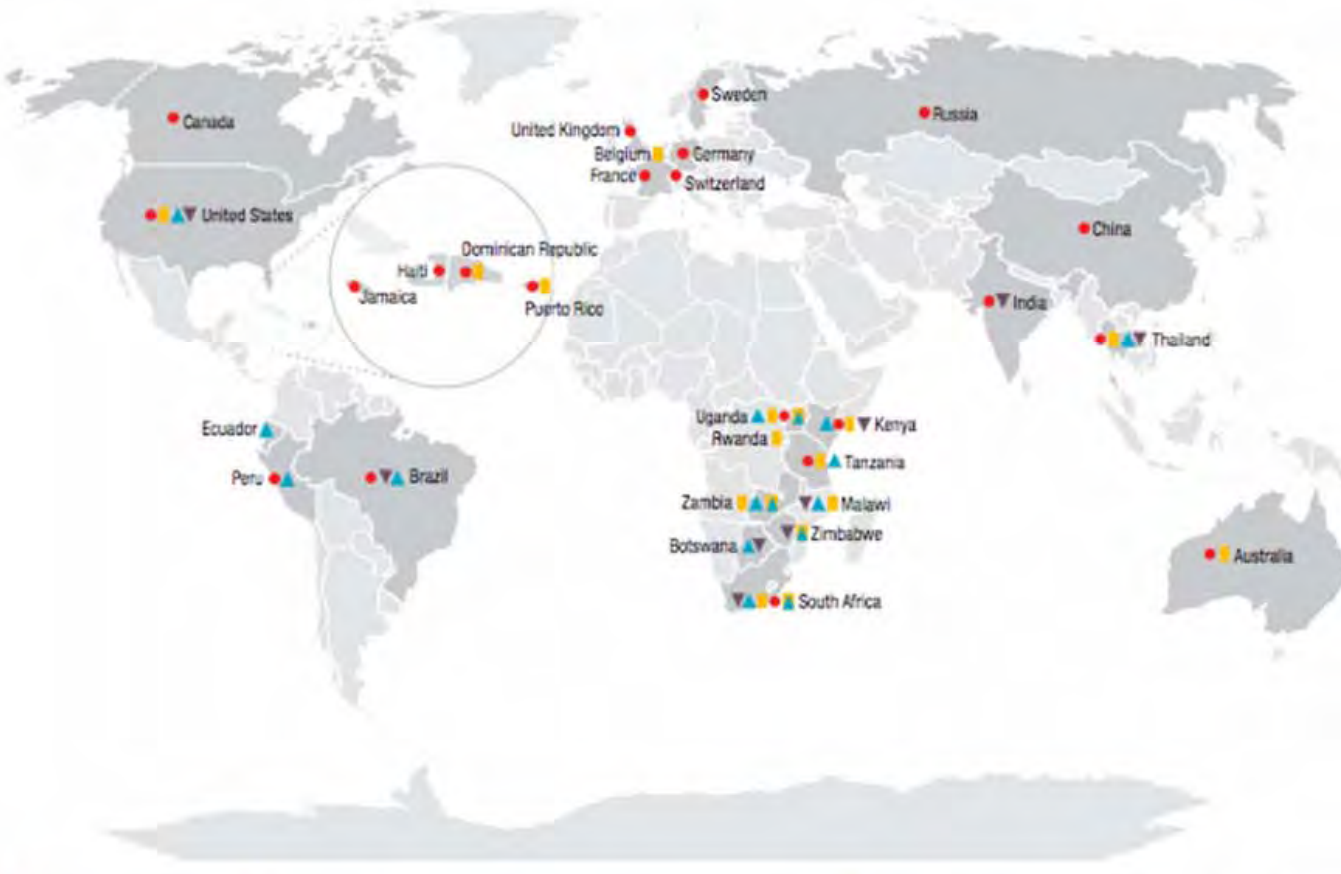 Sweden
Canada
Russia
United Kingdom
Belgium
Germany
France
Switzerland
United States
China
Dominican Republic
Haiti
Jamaica
Puerto Rico
India
Thailand
Uganda
Kenya
Ecuador
Rwanda
Tanzania
Peru
Brazil
Zambia
Malawi
Zimbabwe
Botswana
Australia
South Africa